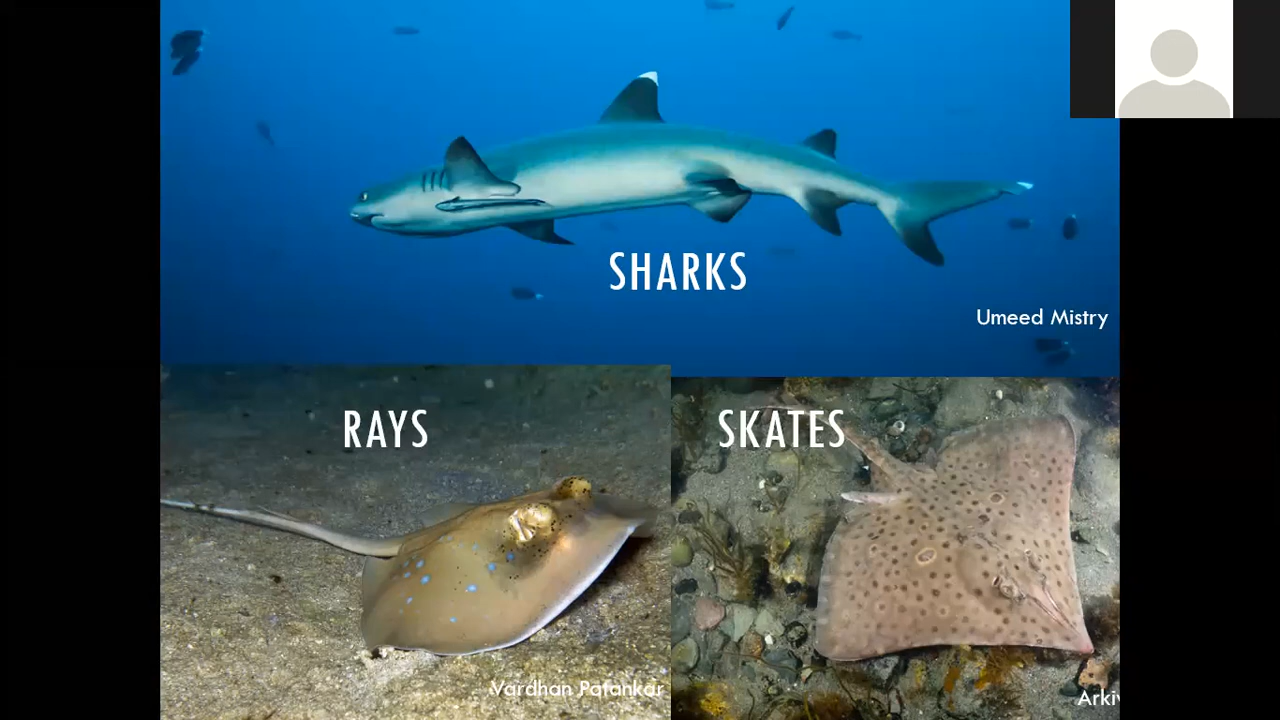 SHARKS
Umeed Mistry
RAYS
SKATES
Vardhan Patankar